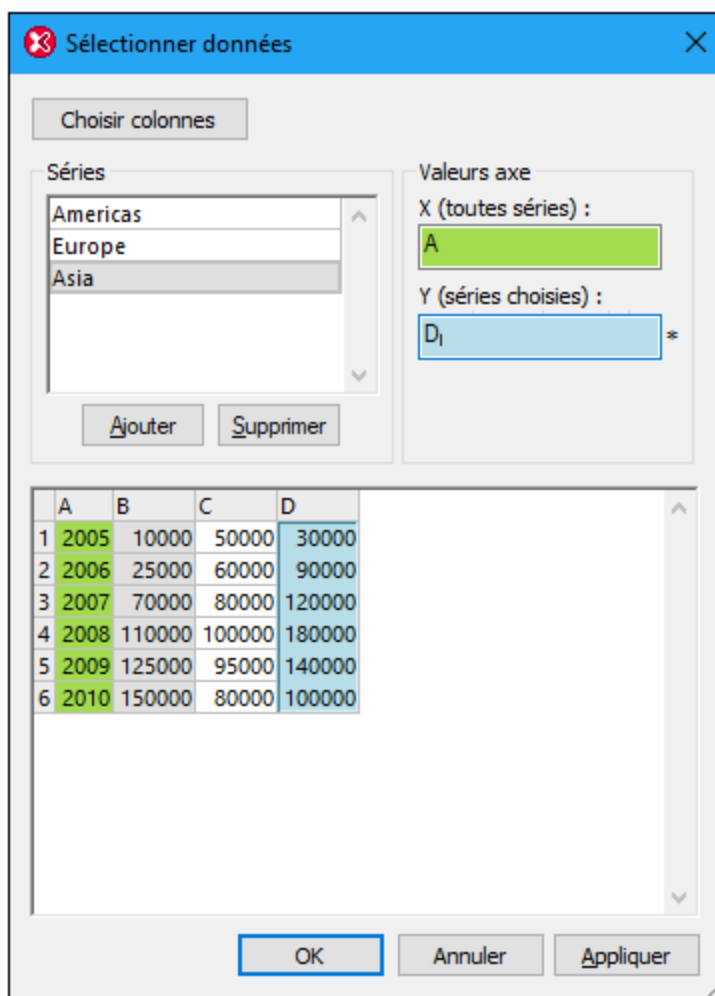 Sélectionner données
Choisir colonnes
Séries
Americas
Europe
Asia
Ajouter Supprimer
Valeurs axe
X (toutes séries) :
A
Y (séries choisies) :
D *
A B C D
1 2005 10000 50000 30000
2 2006 25000 60000 90000
3 2007 70000 80000 120000
4 2008 110000 100000 180000
5 2009 125000 95000 140000
6 2010 150000 80000 100000
OK Annuler Appliquer